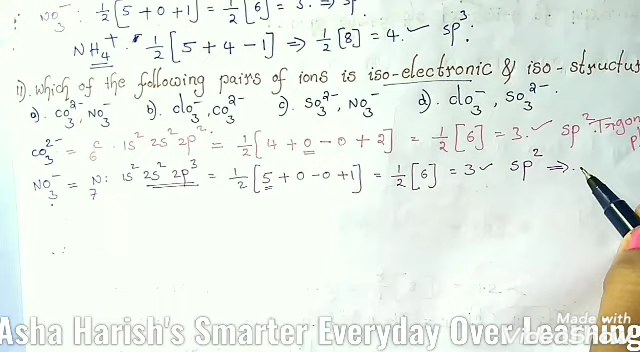 NO₃⁻ : ½[5+0+1] = ½[6] = 3. ⇒ sp
NH₄⁺ ½[5+4−1] ⇒ ½[8] = 4. ✓ sp³.
11). which of the following pairs of ions is iso-electronic & iso-structur
a). CO₃²⁻, NO₃⁻ b). clO₃⁻, CO₃²⁻ c). SO₃²⁻, NO₃⁻ d). clO₃⁻, SO₃²⁻.
CO₃²⁻ = C 6 . 1s² 2s² 2p². = ½[4+0−0+2] = ½[6] = 3. ✓ sp². Trigon
p.
NO₃⁻ = N: 7 1s² 2s² 2p³ = ½[5+0−0+1] = ½[6] = 3 ✓ sp² ⇒.
Made with
Asha Harish's Smarter Everyday Over Learning
VideoShow